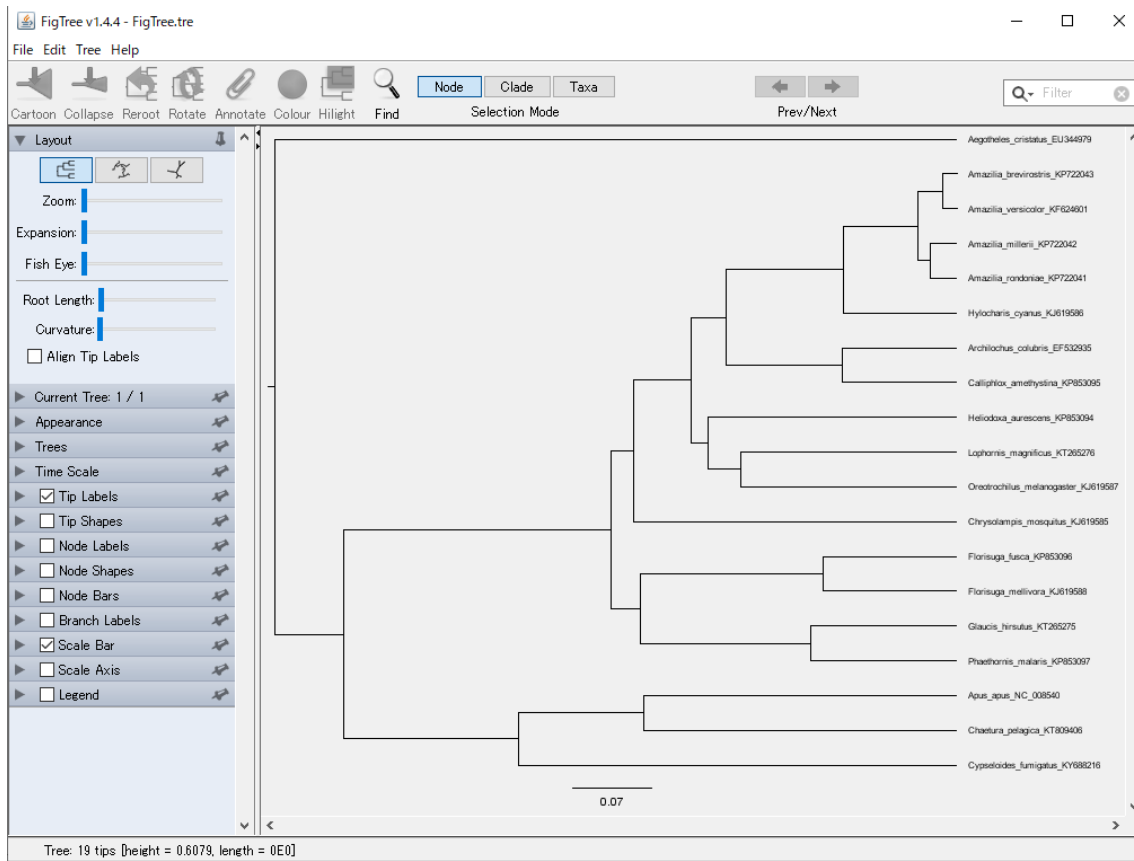 FigTree v1.4.4 - FigTree.tre
File Edit Tree Help
Cartoon Collapse Reroot Rotate Annotate Colour Hilight Find
Node Clade Taxa
Selection Mode
Prev/Next
Filter
Layout
Zoom:
Expansion:
Fish Eye:
Root Length:
Curvature:
Align Tip Labels
Current Tree: 1 / 1
Appearance
Trees
Time Scale
Tip Labels
Tip Shapes
Node Labels
Node Shapes
Node Bars
Branch Labels
Scale Bar
Scale Axis
Legend
Aegotheles_cristatus_EU344979
Amazilia_brevirostris_KP722043
Amazilia_versicolor_KF624601
Amazilia_millerii_KP722042
Amazilia_rondoniae_KP722041
Hylocharis_cyanus_KJ619586
Archilochus_colubris_EF532935
Calliphlox_amethystina_KP853095
Heliodoxa_aurescens_KP853094
Lophornis_magnificus_KT265276
Oreotrochilus_melanogaster_KJ619587
Chrysolampis_mosquitus_KJ619585
Florisuga_fusca_KP853096
Florisuga_mellivora_KJ619588
Glaucis_hirsutus_KT265275
Phaethornis_malaris_KP853097
Apus_apus_NC_008540
Chaetura_pelagica_KT809406
Cypseloides_fumigatus_KY688216
0.07
Tree: 19 tips [height = 0.6079, length = 0E0]